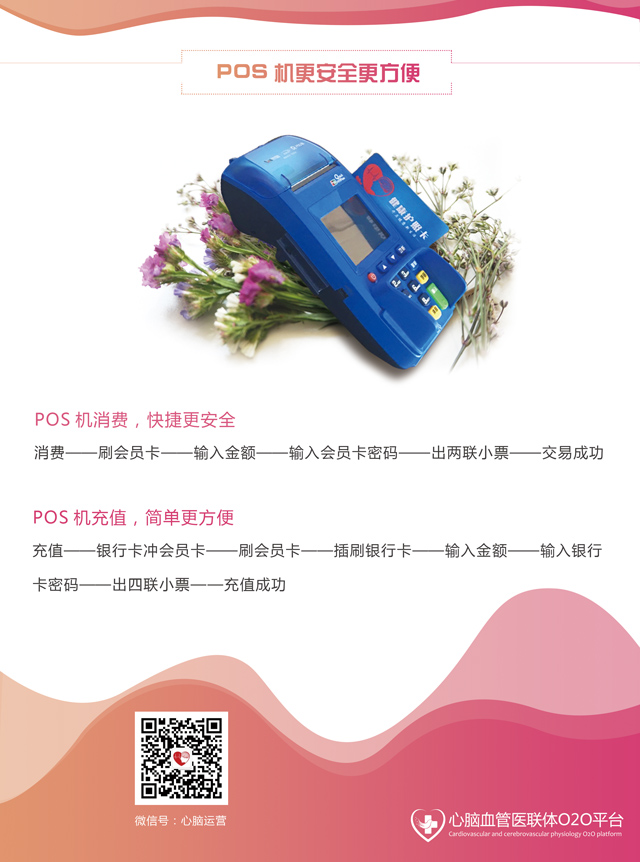 POS 机更安全更方便
健康护照卡
POS 机消费，快捷更安全
消费——刷会员卡——输入金额——输入会员卡密码——出两联小票——交易成功
POS 机充值，简单更方便
充值——银行卡冲会员卡——刷会员卡——插刷银行卡——输入金额——输入银行
卡密码——出四联小票——充值成功
微信号：心脑运营
心脑血管医联体O2O平台
Cardiovascular and cerebrovascular physiology O2O platform